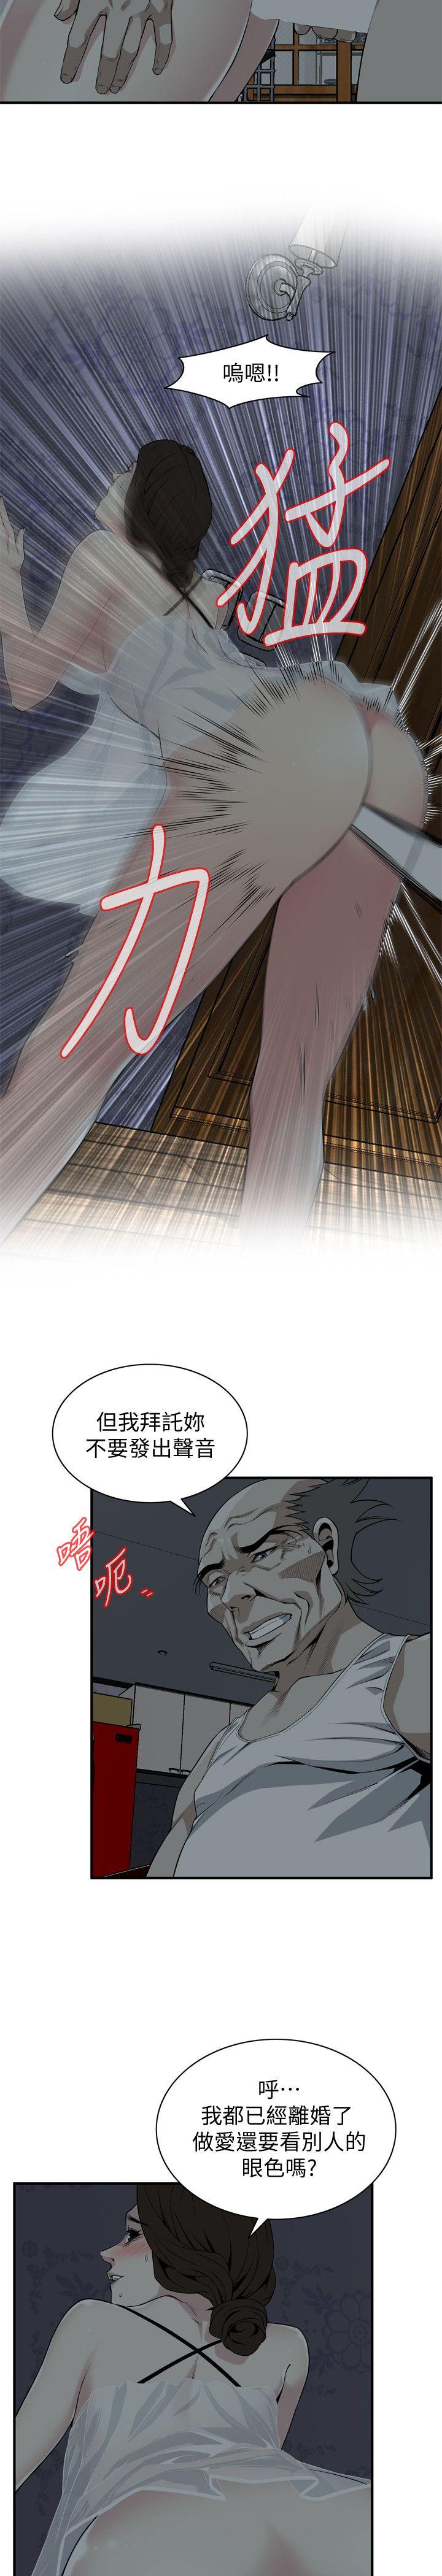 嗚嗯!!
猛
力
但我拜託妳
不要發出聲音
唔
呃
呼…
我都已經離婚了
做愛還要看別人的
眼色嗎?